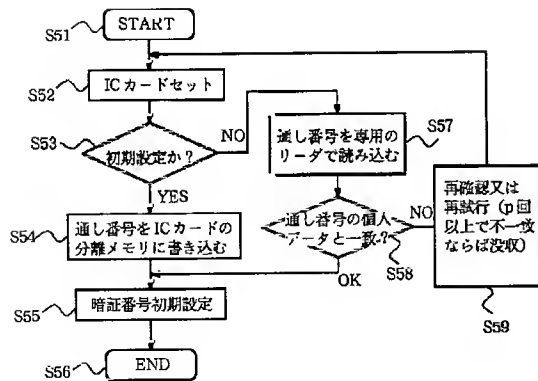 S51
START
S52
ICカードセット
S53
初期設定か?
NO
YES
S54
通し番号をICカードの
分離メモリに書き込む
S55
暗証番号初期設定
S56
END
S57
通し番号を専用の
リーダで読み込む
通し番号の個人
データと一致?
S58
NO
OK
再確認又は
再試行(p回
以上で不一致
ならば没収)
S59